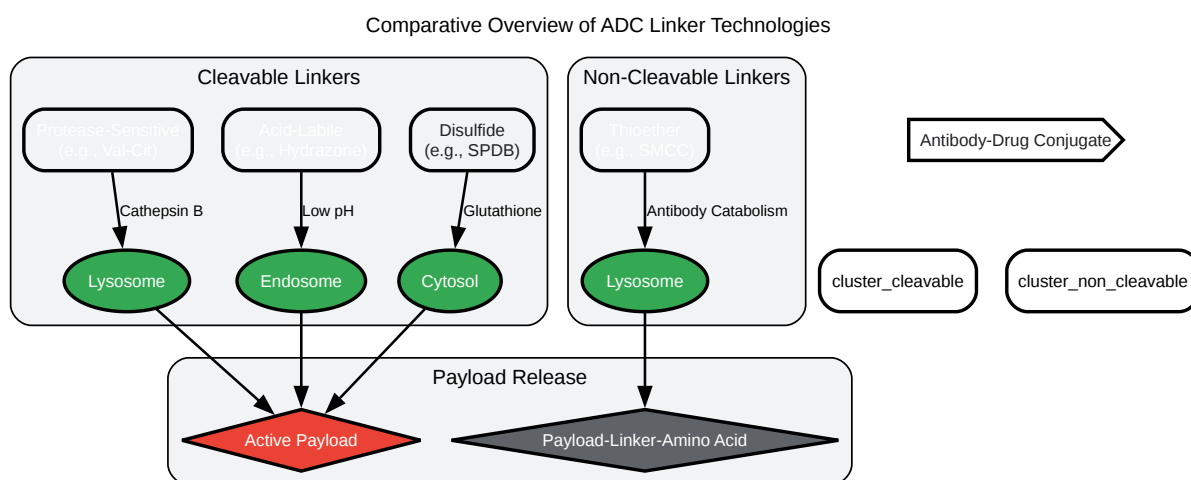 Comparative Overview of ADC Linker Technologies
Cleavable Linkers
Non-Cleavable Linkers
Protease-Sensitive
(e.g., Val-Cit)
Acid-Labile
(e.g., Hydrazone)
Disulfide
(e.g., SPDB)
Thioether
(e.g., SMCC)
Antibody-Drug Conjugate
Cathepsin B
Low pH
Glutathione
Antibody Catabolism
Lysosome
Endosome
Cytosol
Lysosome
cluster_cleavable
cluster_non_cleavable
Payload Release
Active Payload
Payload-Linker-Amino Acid